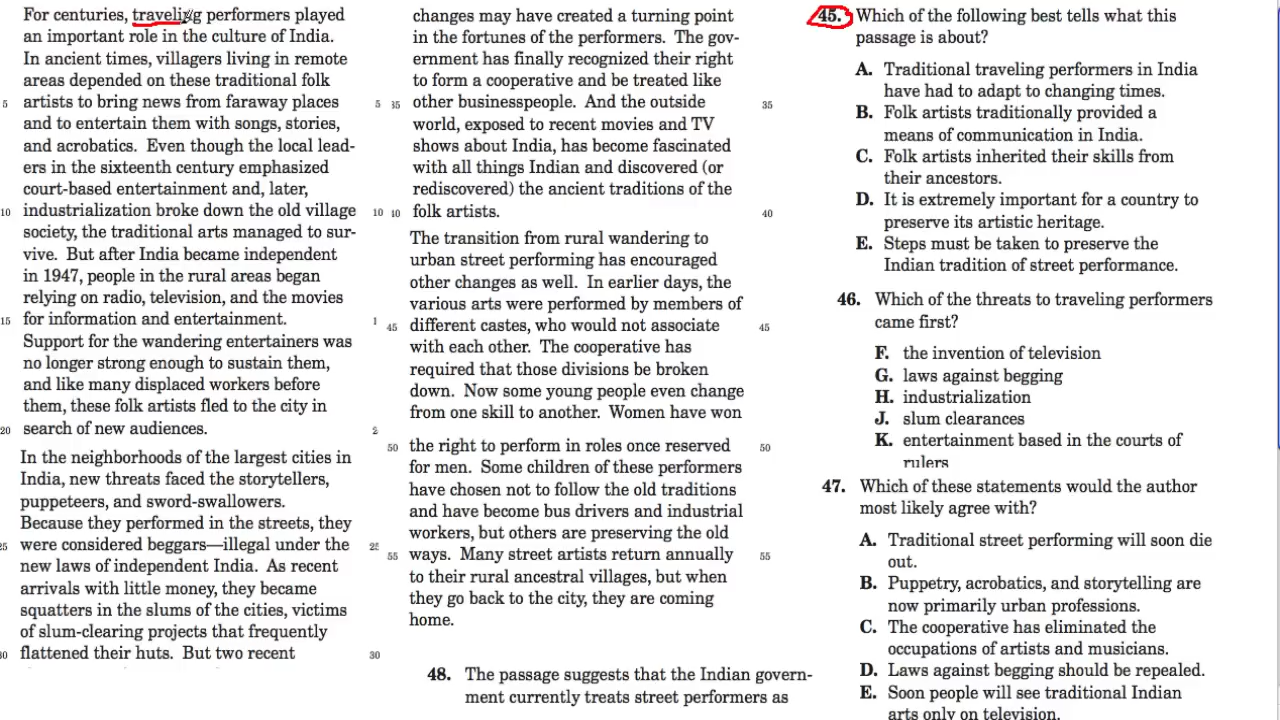 For centuries, traveling performers played
an important role in the culture of India.
In ancient times, villagers living in remote
areas depended on these traditional folk
5 artists to bring news from faraway places
and to entertain them with songs, stories,
and acrobatics. Even though the local lead-
ers in the sixteenth century emphasized
court-based entertainment and, later,
10 industrialization broke down the old village
society, the traditional arts managed to sur-
vive. But after India became independent
in 1947, people in the rural areas began
relying on radio, television, and the movies
15 for information and entertainment.
Support for the wandering entertainers was
no longer strong enough to sustain them,
and like many displaced workers before
them, these folk artists fled to the city in
20 search of new audiences.
In the neighborhoods of the largest cities in
India, new threats faced the storytellers,
puppeteers, and sword-swallowers.
Because they performed in the streets, they
25 were considered beggars—illegal under the
new laws of independent India. As recent
arrivals with little money, they became
squatters in the slums of the cities, victims
of slum-clearing projects that frequently
30 flattened their huts. But two recent
changes may have created a turning point
in the fortunes of the performers. The gov-
ernment has finally recognized their right
to form a cooperative and be treated like
5 35 other businesspeople. And the outside 35
world, exposed to recent movies and TV
shows about India, has become fascinated
with all things Indian and discovered (or
rediscovered) the ancient traditions of the
10 10 folk artists. 40
The transition from rural wandering to
urban street performing has encouraged
other changes as well. In earlier days, the
various arts were performed by members of
1 45 different castes, who would not associate 45
with each other. The cooperative has
required that those divisions be broken
down. Now some young people even change
from one skill to another. Women have won
2
50 the right to perform in roles once reserved 50
for men. Some children of these performers
have chosen not to follow the old traditions
and have become bus drivers and industrial
workers, but others are preserving the old
25
55 ways. Many street artists return annually 55
to their rural ancestral villages, but when
they go back to the city, they are coming
home.
30
48. The passage suggests that the Indian govern-
ment currently treats street performers as
45. Which of the following best tells what this
passage is about?
A. Traditional traveling performers in India
have had to adapt to changing times.
B. Folk artists traditionally provided a
means of communication in India.
C. Folk artists inherited their skills from
their ancestors.
D. It is extremely important for a country to
preserve its artistic heritage.
E. Steps must be taken to preserve the
Indian tradition of street performance.
46. Which of the threats to traveling performers
came first?
F. the invention of television
G. laws against begging
H. industrialization
J. slum clearances
K. entertainment based in the courts of
rulers
47. Which of these statements would the author
most likely agree with?
A. Traditional street performing will soon die
out.
B. Puppetry, acrobatics, and storytelling are
now primarily urban professions.
C. The cooperative has eliminated the
occupations of artists and musicians.
D. Laws against begging should be repealed.
E. Soon people will see traditional Indian
arts only on television.